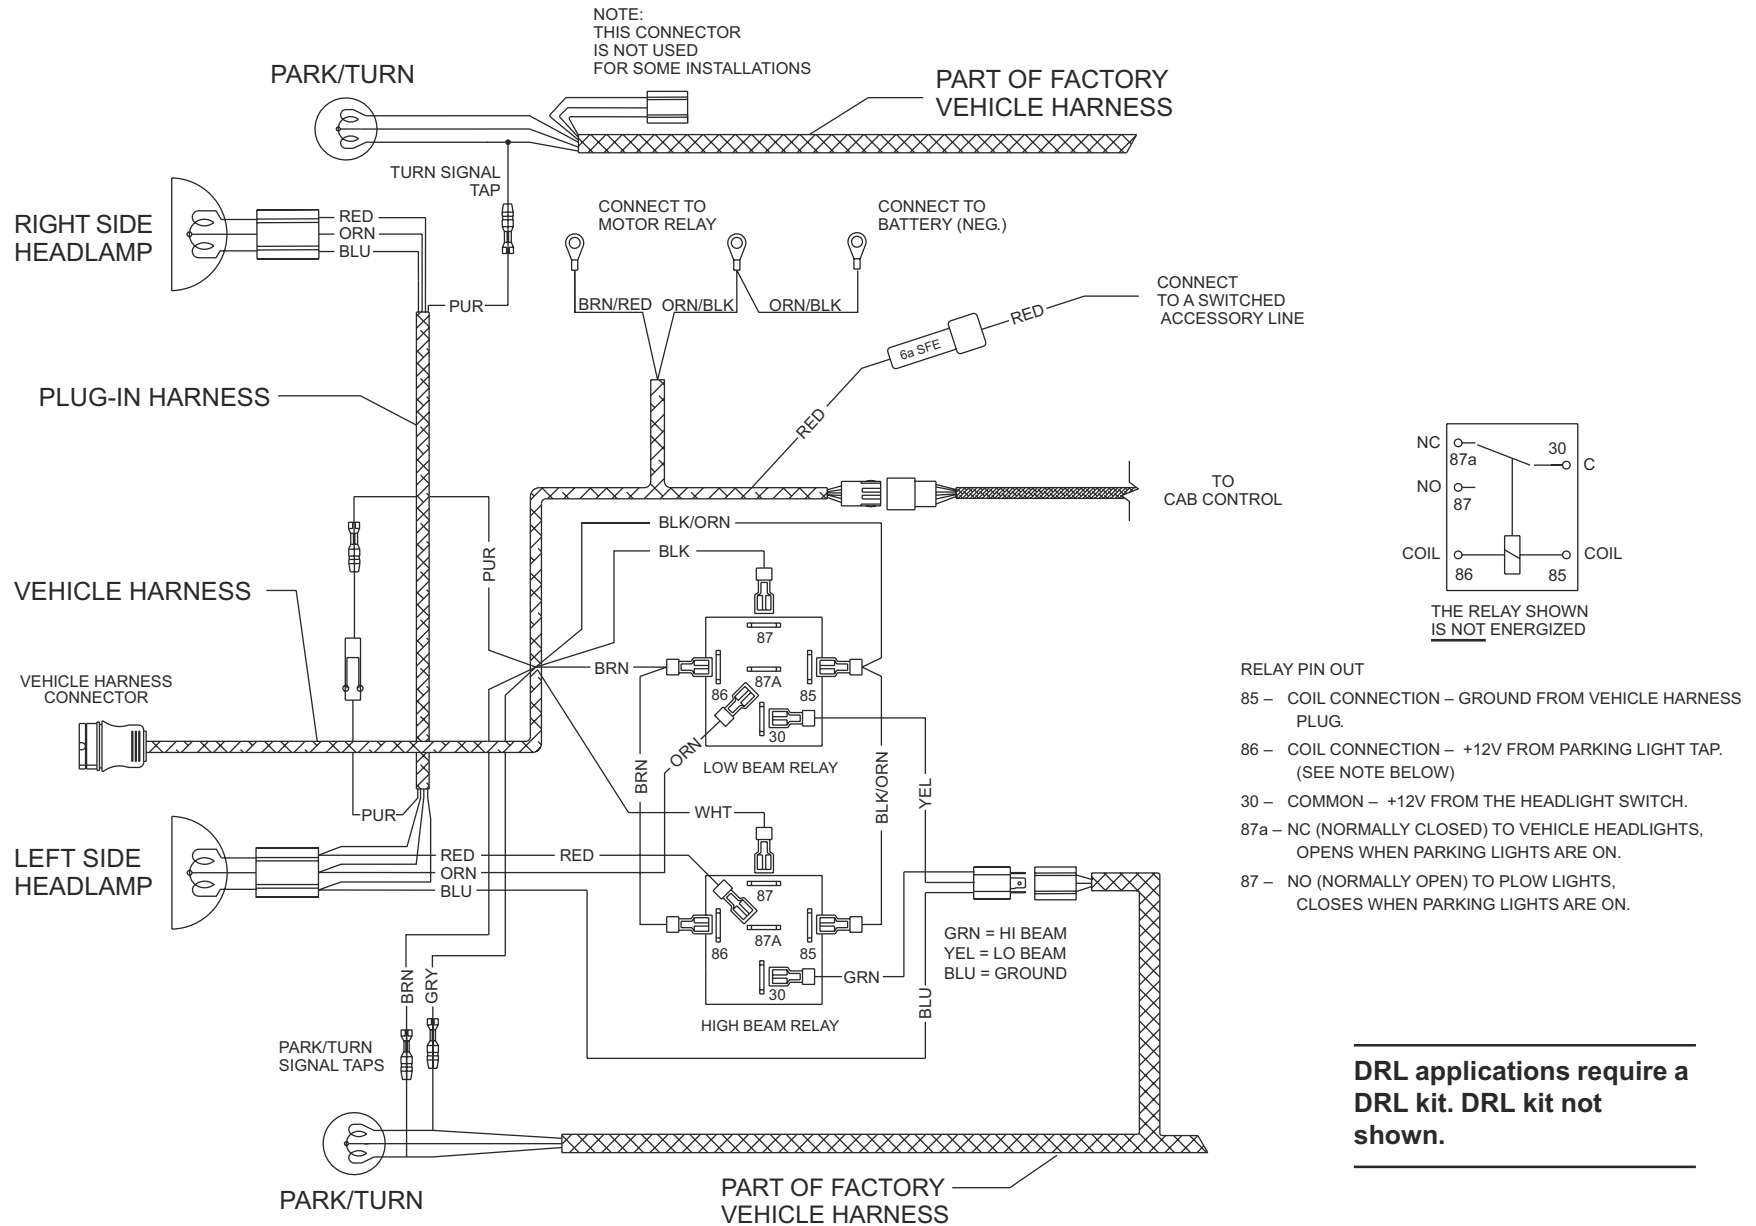 NOTE:
THIS CONNECTOR
IS NOT USED
FOR SOME INSTALLATIONS
PARK/TURN
PART OF FACTORY
VEHICLE HARNESS
TURN SIGNAL
TAP
RIGHT SIDE
HEADLAMP
RED
ORN
BLU
CONNECT TO
MOTOR RELAY
CONNECT TO
BATTERY (NEG.)
PUR
BRN/RED
ORN/BLK
ORN/BLK
CONNECT
TO A SWITCHED
ACCESSORY LINE
RED
6a SFE
RED
PLUG-IN HARNESS
TO
CAB CONTROL
BLK/ORN
BLK
PUR
VEHICLE HARNESS
VEHICLE HARNESS
CONNECTOR
BRN
87
86
87A
85
30
LOW BEAM RELAY
ORN
BRN
BLK/ORN
YEL
WHT
PUR
LEFT SIDE
HEADLAMP
RED
RED
ORN
BLU
87
86
87A
85
30
GRN
HIGH BEAM RELAY
BLU
GRN = HI BEAM
YEL = LO BEAM
BLU = GROUND
BRN
GRY
PARK/TURN
SIGNAL TAPS
PARK/TURN
PART OF FACTORY
VEHICLE HARNESS
NC
87a
30
C
NO
87
COIL
86
85
COIL
THE RELAY SHOWN
IS NOT ENERGIZED
RELAY PIN OUT
85 – COIL CONNECTION – GROUND FROM VEHICLE HARNESS
PLUG.
86 – COIL CONNECTION – +12V FROM PARKING LIGHT TAP.
(SEE NOTE BELOW)
30 – COMMON – +12V FROM THE HEADLIGHT SWITCH.
87a – NC (NORMALLY CLOSED) TO VEHICLE HEADLIGHTS,
OPENS WHEN PARKING LIGHTS ARE ON.
87 – NO (NORMALLY OPEN) TO PLOW LIGHTS,
CLOSES WHEN PARKING LIGHTS ARE ON.
DRL applications require a
DRL kit. DRL kit not
shown.